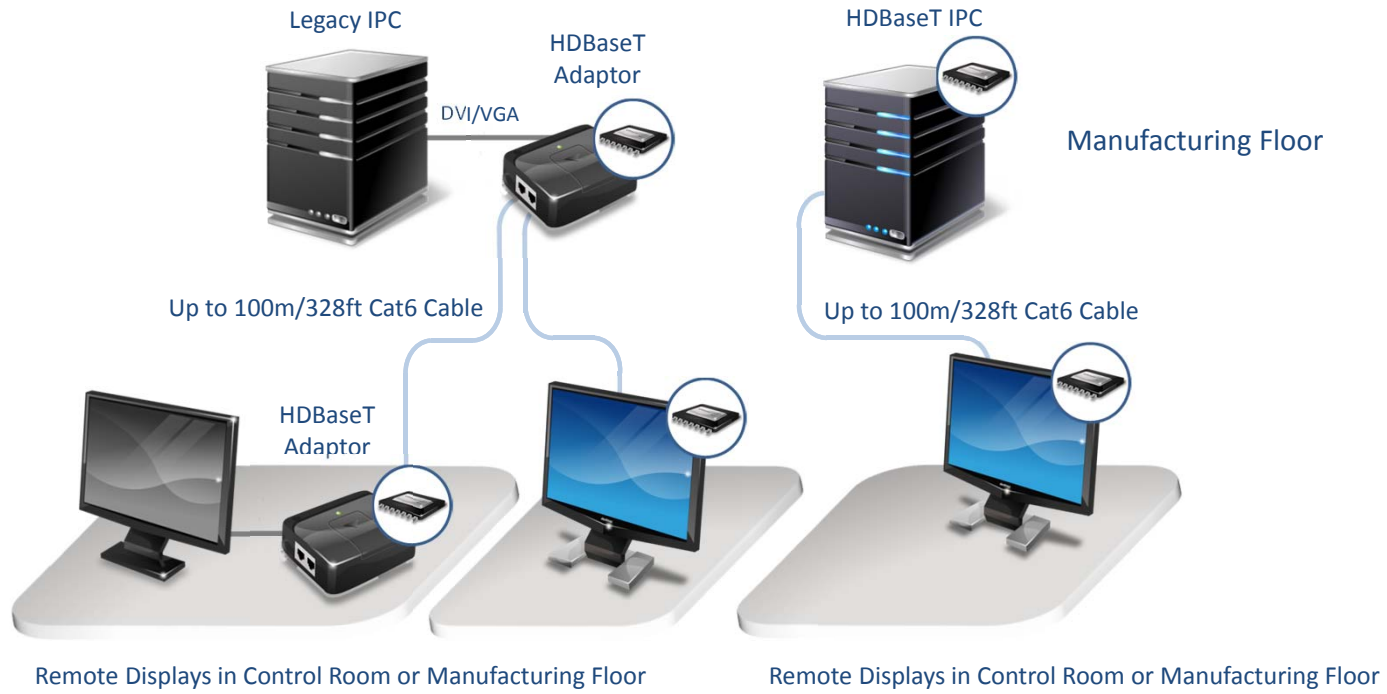 Legacy IPC
HDBaseT
Adaptor
HDBaseT IPC
DVI/VGA
Manufacturing Floor
Up to 100m/328ft Cat6 Cable
Up to 100m/328ft Cat6 Cable
HDBaseT
Adaptor
Remote Displays in Control Room or Manufacturing Floor
Remote Displays in Control Room or Manufacturing Floor